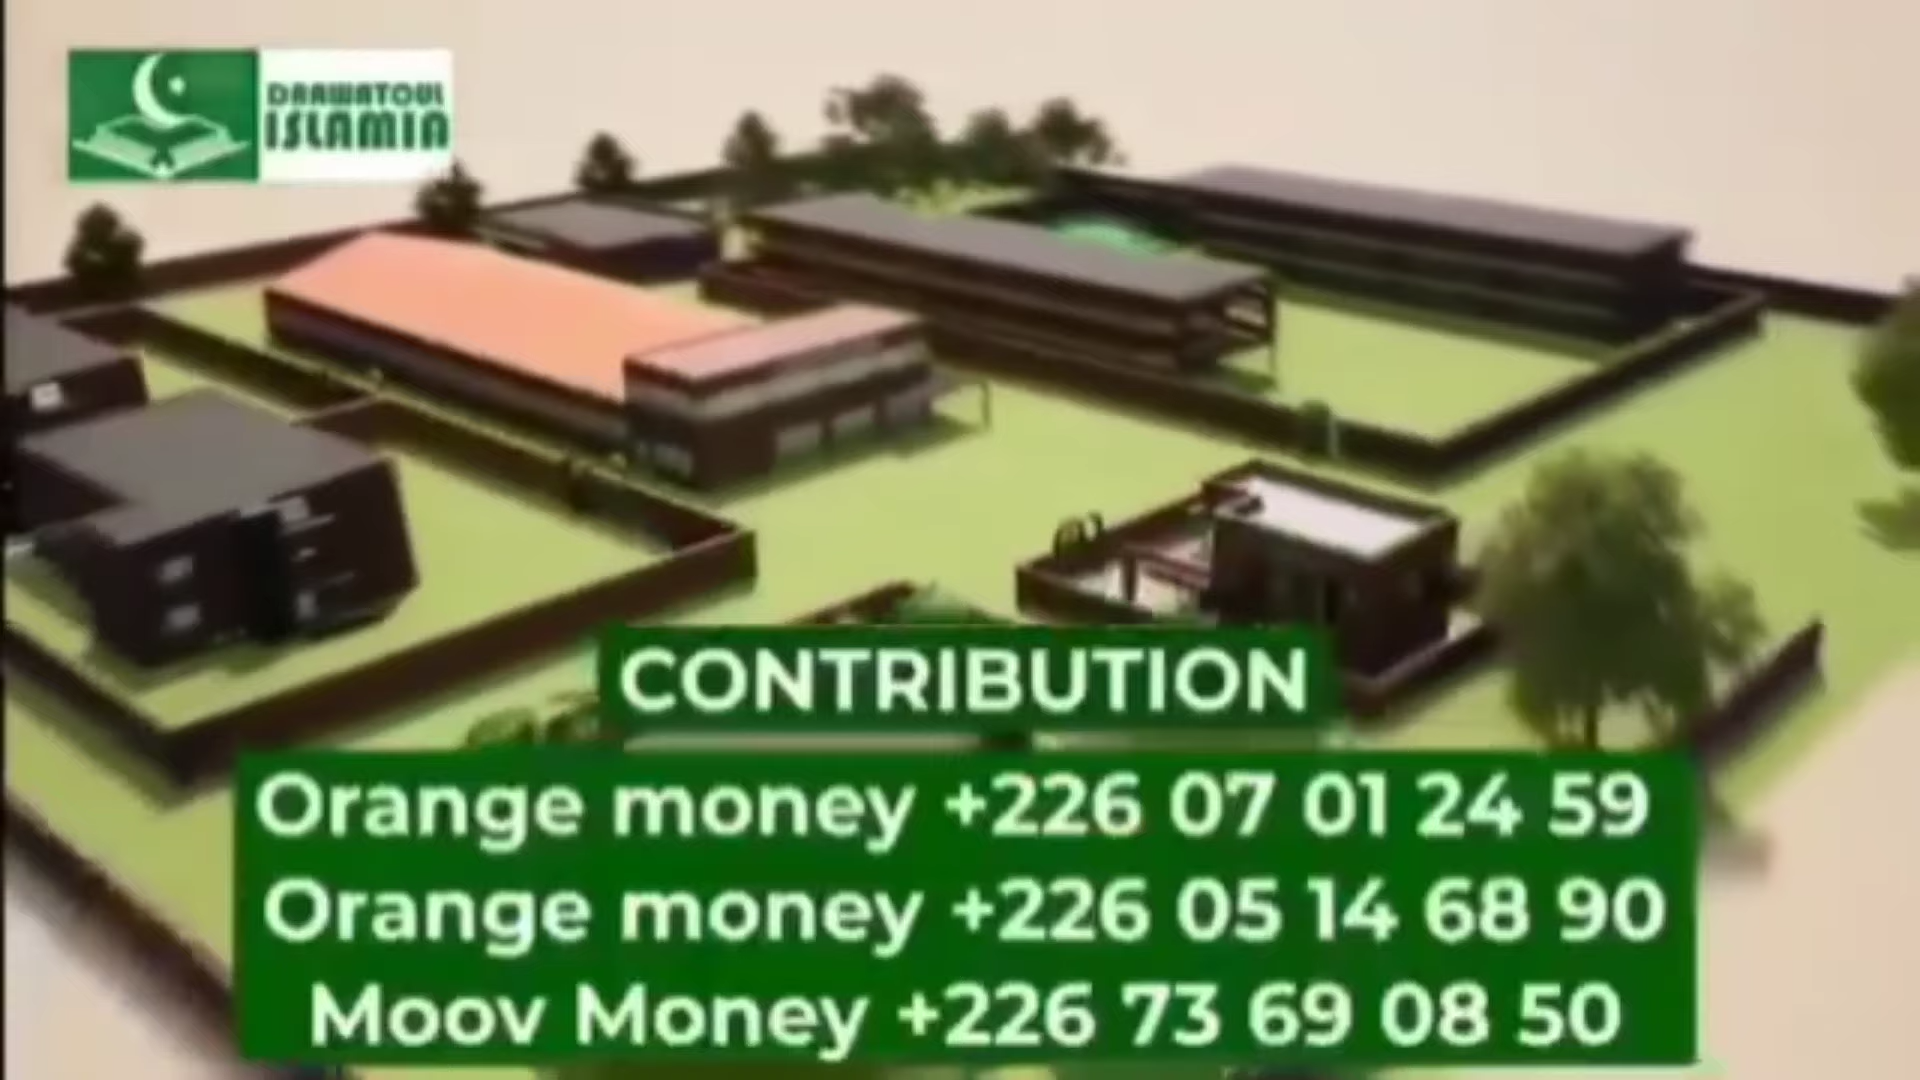 DAAWATOUL
ISLAMIA
CONTRIBUTION
Orange money +226 07 01 24 59
Orange money +226 05 14 68 90
Moov Money +226 73 69 08 50